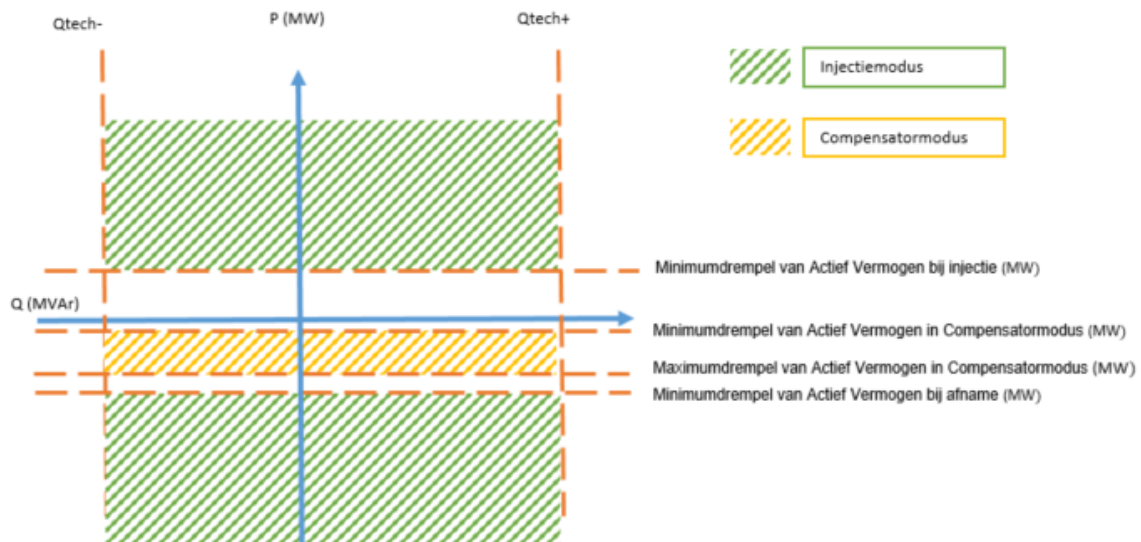 Qtech-
P (MW)
Qtech+
Injectiemodus
Compensatormodus
Minimumdrempel van Actief Vermogen bij injectie (MW)
Q (MVAr)
Minimumdrempel van Actief Vermogen in Compensatormodus (MW)
Maximumdrempel van Actief Vermogen in Compensatormodus (MW)
Minimumdrempel van Actief Vermogen bij afname (MW)